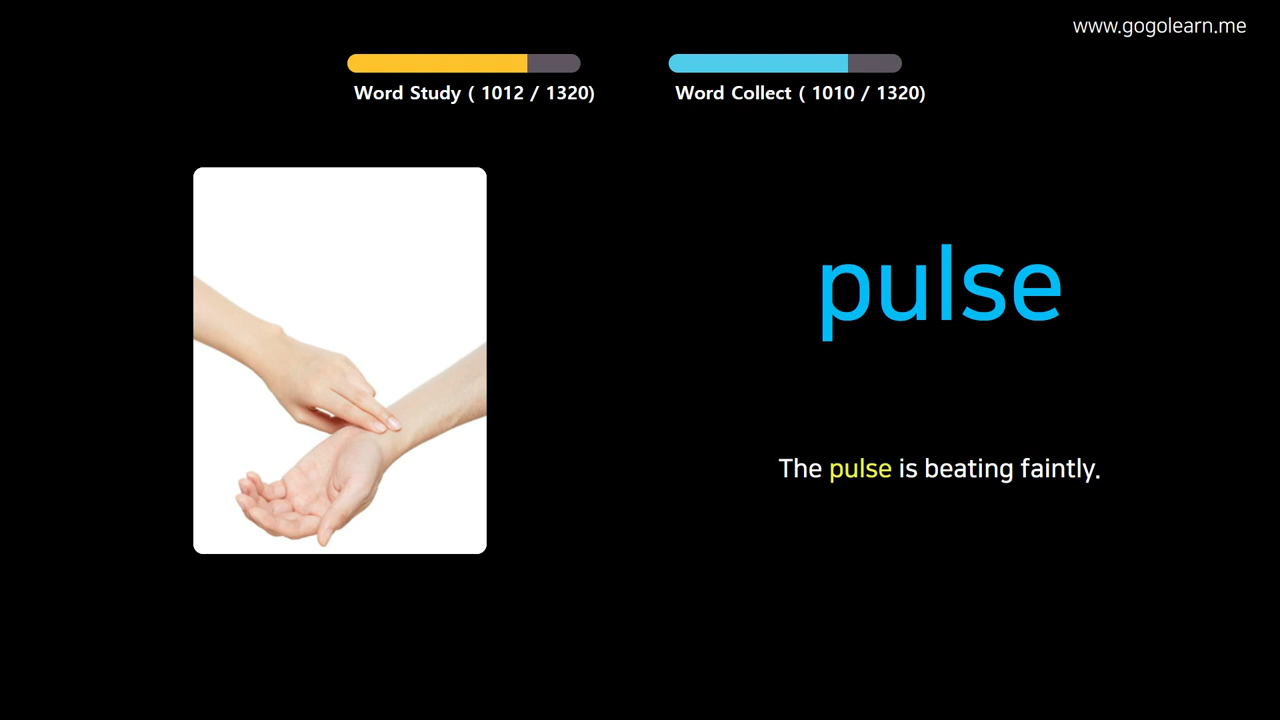 www.gogolearn.me
Word Study ( 1012 / 1320)
Word Collect ( 1010 / 1320)
pulse
The pulse is beating faintly.